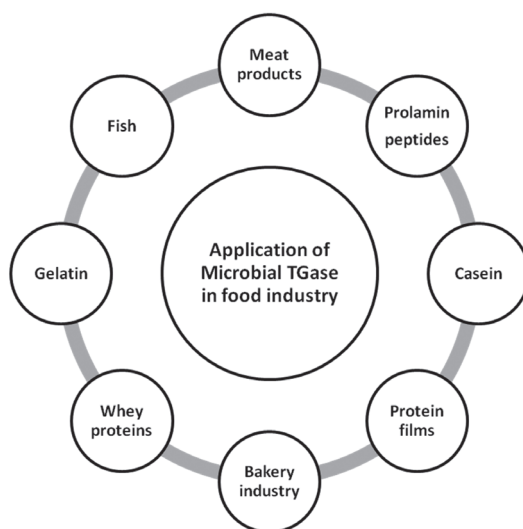 Meat
products
Prolamin
peptides
Casein
Protein
films
Bakery
industry
Whey
proteins
Gelatin
Fish
Application of
Microbial TGase
in food industry